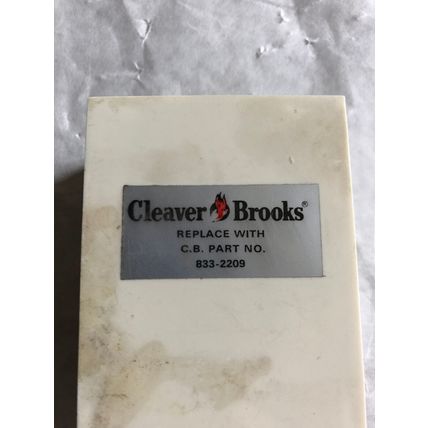 Cleaver Brooks®
REPLACE WITH
C.B. PART NO.
833-2209